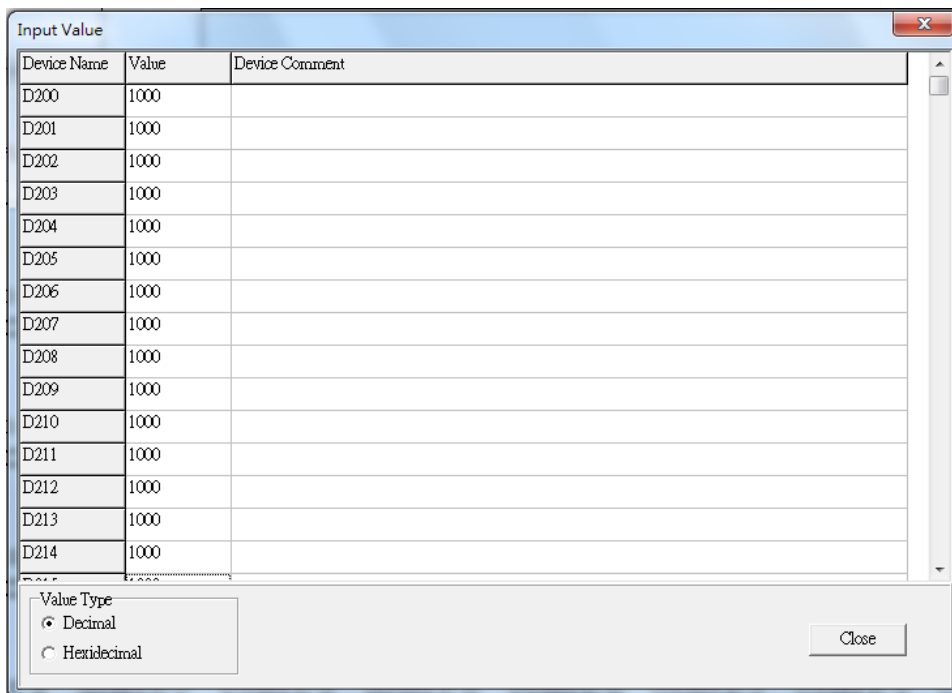 Input Value
Device Name Value Device Comment
D200 1000
D201 1000
D202 1000
D203 1000
D204 1000
D205 1000
D206 1000
D207 1000
D208 1000
D209 1000
D210 1000
D211 1000
D212 1000
D213 1000
D214 1000
Value Type
Decimal
Hexidecimal
Close